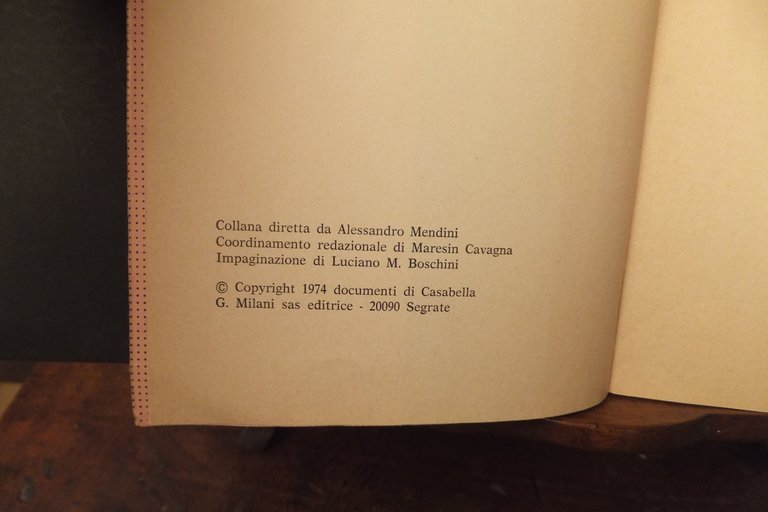 Collana diretta da Alessandro Mendini
Coordinamento redazionale di Maresin Cavagna
Impaginazione di Luciano M. Boschini
© Copyright 1974 documenti di Casabella
G. Milani sas editrice - 20090 Segrate